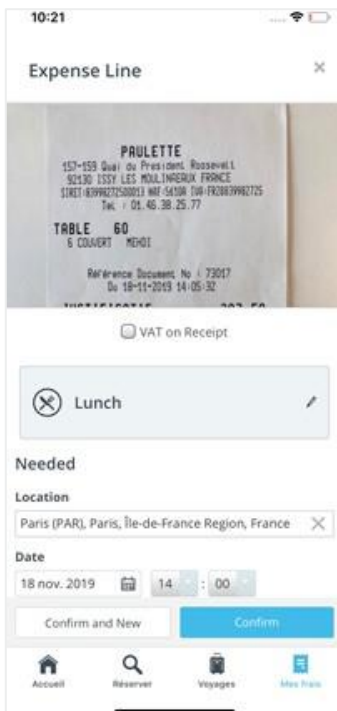 10:21
Expense Line
PAULETTE
157-159 Quai du President Roosevelt
92130 ISSY LES MOULINEAUX FRANCE
Tel : 01.46.38.25.77
TABLE 60
6 COUVERT MEHDI
Référence Document No : 73017
Du 18-11-2019 14:05:32
VAT on Receipt
Lunch
Needed
Location
Paris (PAR), Paris, Île-de-France Region, France
Date
18 nov. 2019 14 : 00
Confirm and New Confirm
Accueil Réserver Voyages Mes frais